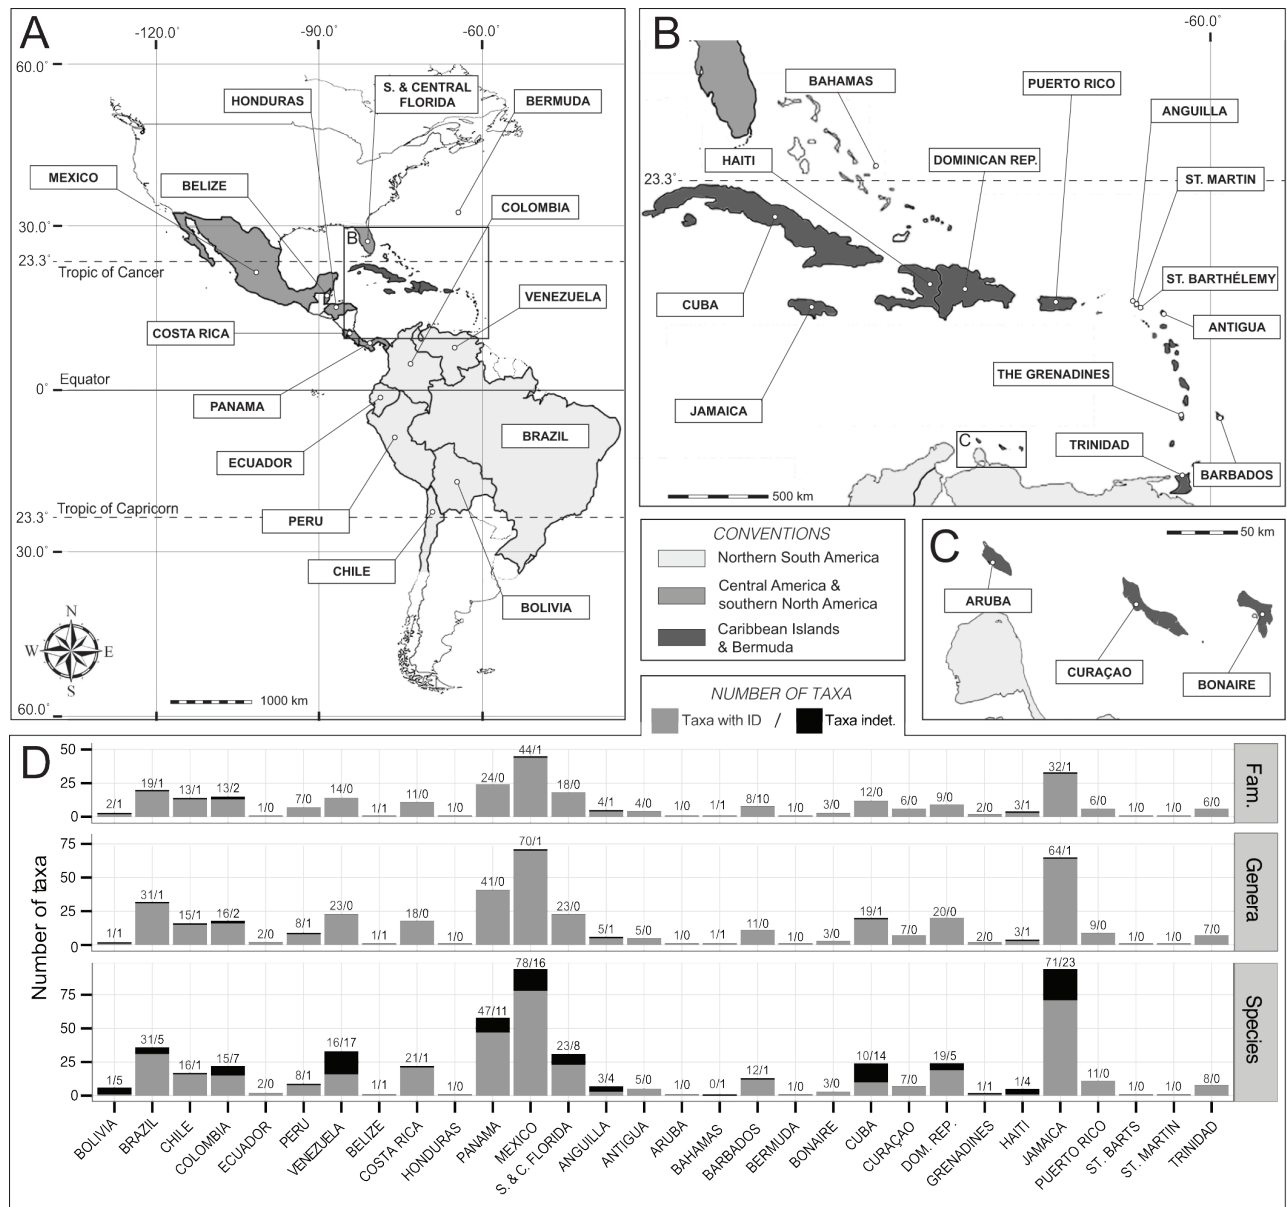 A
-120.0°
-90.0°
-60.0°
60.0°
HONDURAS
S. & CENTRAL
FLORIDA
BERMUDA
MEXICO
BELIZE
COLOMBIA
30.0°
B
23.3°
Tropic of Cancer
VENEZUELA
COSTA RICA
Equator
0°
PANAMA
BRAZIL
ECUADOR
Tropic of Capricorn
23.3°
PERU
30.0°
CHILE
BOLIVIA
N
W
E
S
1000 km
60.0°
B
-60.0°
BAHAMAS
PUERTO RICO
ANGUILLA
HAITI
DOMINICAN REP.
23.3°
ST. MARTIN
ST. BARTHÉLEMY
CUBA
ANTIGUA
THE GRENADINES
JAMAICA
C
TRINIDAD
BARBADOS
500 km
CONVENTIONS
Northern South America
Central America &
southern North America
Caribbean Islands
& Bermuda
C
50 km
ARUBA
CURAÇAO
BONAIRE
NUMBER OF TAXA
Taxa with ID / Taxa indet.
D
Number of taxa
50
25
0
2/1 19/1 13/1 13/2 1/0 7/0 14/0 1/1 11/0 1/0 24/0 44/1 18/0 4/1 4/0 1/0 1/1 8/10 1/0 3/0 12/0 6/0 9/0 2/0 3/1 32/1 6/0 1/0 1/0 6/0
Fam.
75
50
25
0
1/1 31/1 15/1 16/2 2/0 8/1 23/0 1/1 18/0 1/0 41/0 70/1 23/0 5/1 5/0 1/0 1/1 11/0 1/0 3/0 19/1 7/0 20/0 2/0 3/1 64/1 9/0 1/0 1/0 7/0
Genera
75
50
25
0
1/5 31/5 16/1 15/7 2/0 8/1 16/17 1/1 21/1 1/0 47/11 78/16 23/8 3/4 5/0 1/0 0/1 12/1 1/0 3/0 10/14 7/0 19/5 1/1 1/4 71/23 11/0 1/0 1/0 8/0
Species
BOLIVIA
BRAZIL
CHILE
COLOMBIA
ECUADOR
PERU
VENEZUELA
BELIZE
COSTA RICA
HONDURAS
PANAMA
MEXICO
S. & C. FLORIDA
ANGUILLA
ANTIGUA
ARUBA
BAHAMAS
BARBADOS
BERMUDA
BONAIRE
CUBA
CURAÇAO
DOM. REP.
GRENADINES
HAITI
JAMAICA
PUERTO RICO
ST. BARTS
ST. MARTIN
TRINIDAD